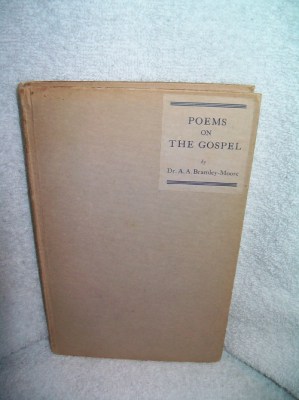 POEMS
ON
THE GOSPEL
by
Dr. A. A. Bramley-Moore